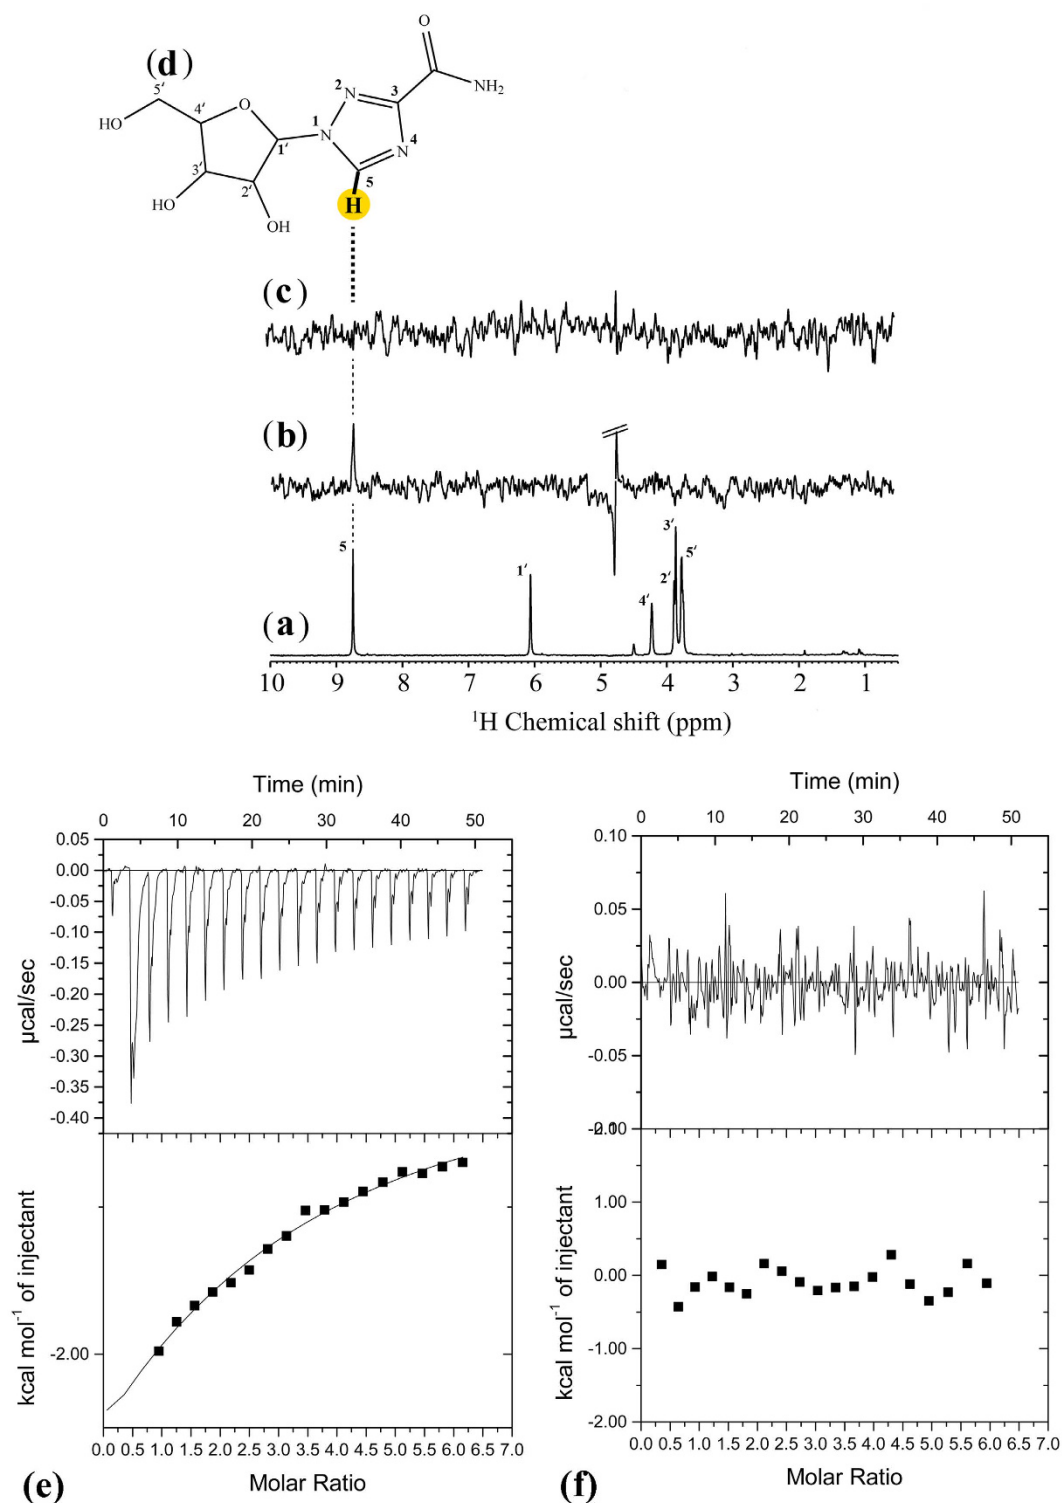 (d)
O
NH₂
5′
HO
4′
O
2
N
3
1
N
N
4
1′
3′
2′
5
HO
OH
H
(c)
(b)
(a)
5
1′
4′
2′
3′
5′
10 9 8 7 6 5 4 3 2 1
¹H Chemical shift (ppm)
Time (min)
0 10 20 30 40 50
0.05
0.00
-0.05
-0.10
-0.15
-0.20
-0.25
-0.30
-0.35
-0.40
µcal/sec
-2.00
kcal mol⁻¹ of injectant
0.0 0.5 1.0 1.5 2.0 2.5 3.0 3.5 4.0 4.5 5.0 5.5 6.0 6.5 7.0
Molar Ratio
(e)
Time (min)
0 10 20 30 40 50
0.10
0.05
0.00
-0.05
µcal/sec
1.00
0.00
-1.00
-2.00
kcal mol⁻¹ of injectant
0.0 0.5 1.0 1.5 2.0 2.5 3.0 3.5 4.0 4.5 5.0 5.5 6.0 6.5 7.0
Molar Ratio
(f)